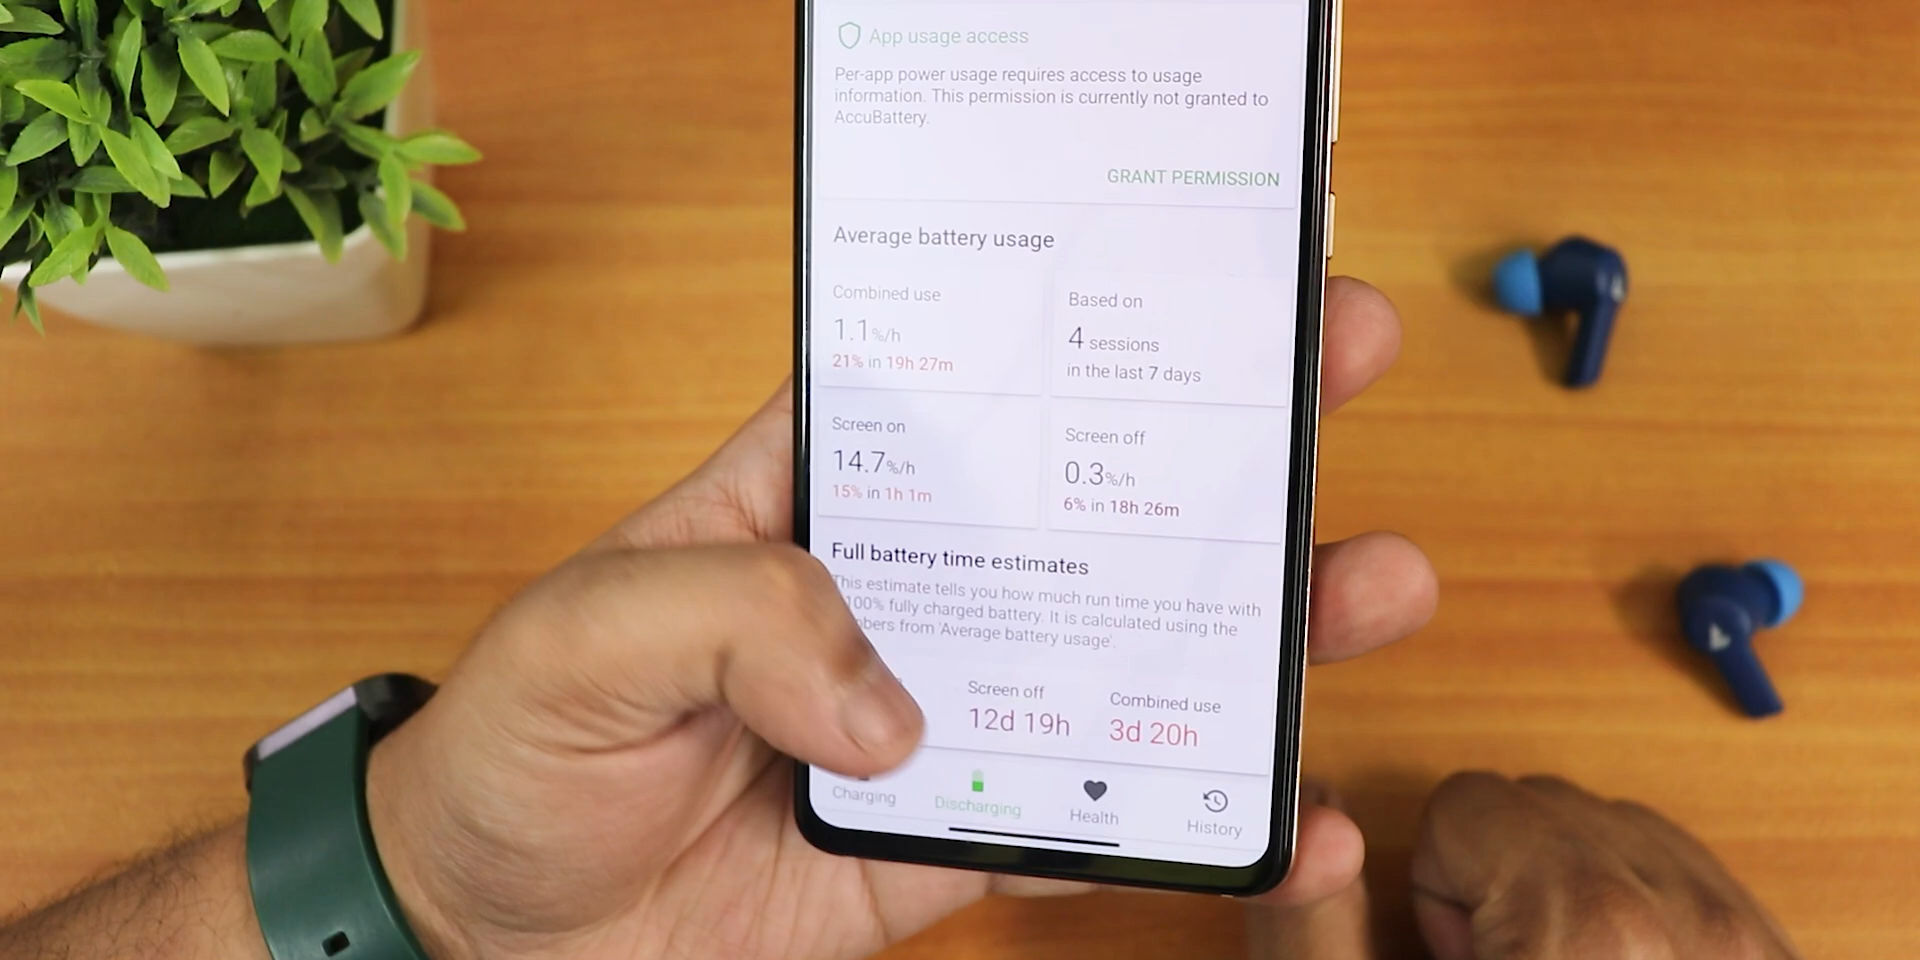 App usage access
Per-app power usage requires access to usage
information. This permission is currently not granted to
AccuBattery.
GRANT PERMISSION
Average battery usage
Combined use
1.1%/h
21% in 19h 27m
Based on
4 sessions
in the last 7 days
Screen on
14.7%/h
15% in 1h 1m
Screen off
0.3%/h
6% in 18h 26m
Full battery time estimates
This estimate tells you how much run time you have with
100% fully charged battery. It is calculated using the
from 'Average battery usage'.
Screen off
12d 19h
Combined use
3d 20h
Charging
Discharging
Health
History